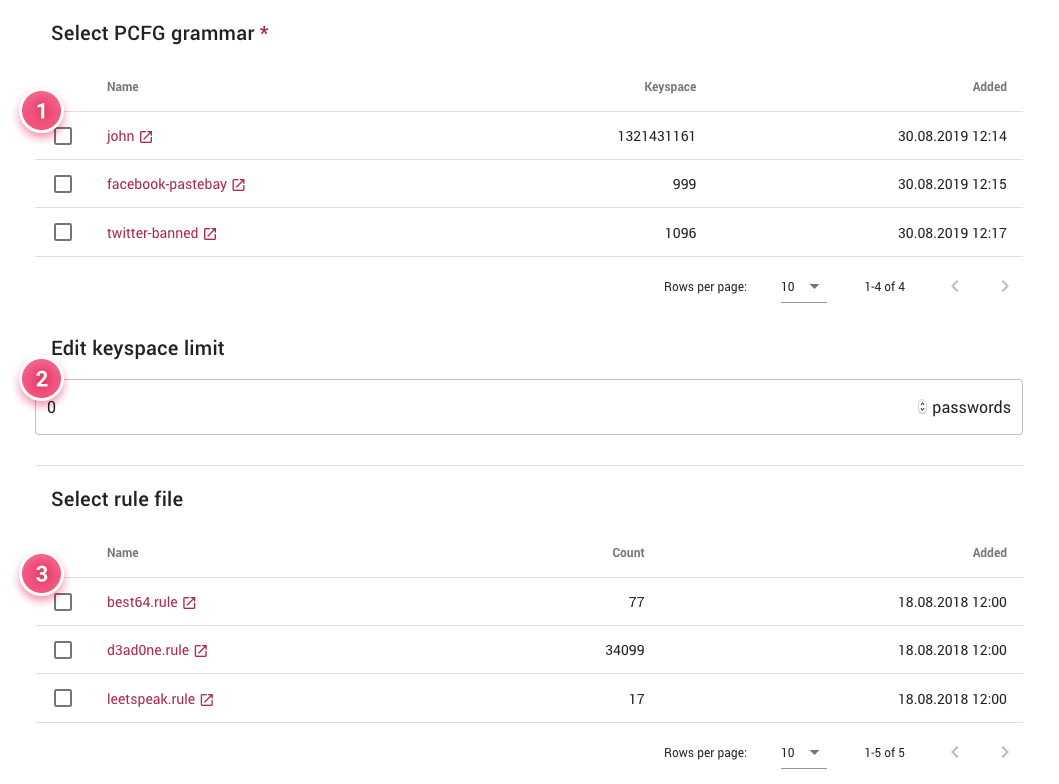 Select PCFG grammar *
Name Keyspace Added
1
john 1321431161 30.08.2019 12:14
facebook-pastebay 999 30.08.2019 12:15
twitter-banned 1096 30.08.2019 12:17
Rows per page: 10 1-4 of 4
Edit keyspace limit
2
0 passwords
Select rule file
Name Count Added
3
best64.rule 77 18.08.2018 12:00
d3ad0ne.rule 34099 18.08.2018 12:00
leetspeak.rule 17 18.08.2018 12:00
Rows per page: 10 1-5 of 5